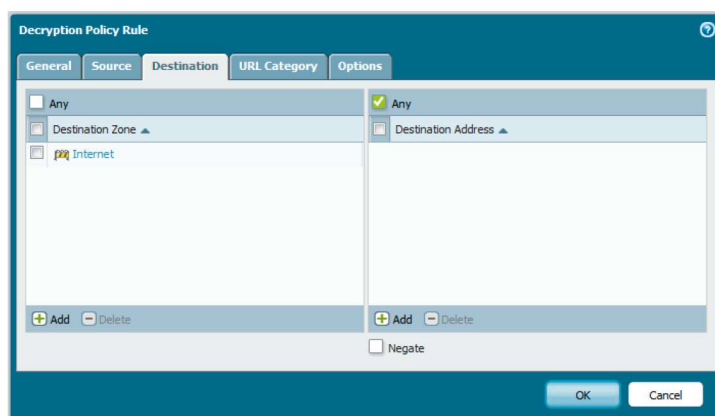 Decryption Policy Rule
General Source Destination URL Category Options
Any
Destination Zone
Internet
Add Delete
Any
Destination Address
Add Delete
Negate
OK Cancel